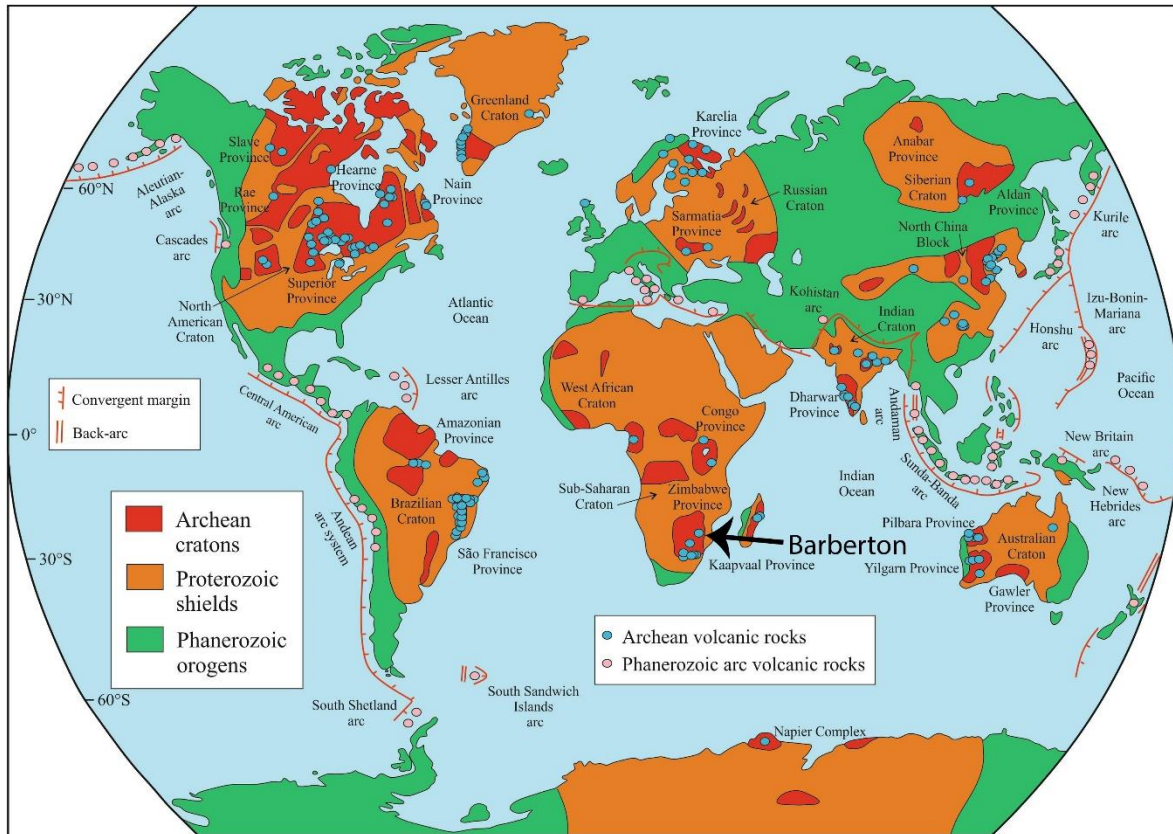 Greenland
Craton
Karelia
Province
Slave
Province
Hearne
Province
Rae
Province
Nain
Province
Anabar
Province
Siberian
Craton
Aldan
Province
Russian
Craton
Sarmatia
Province
North China
Block
60°N
Aleutian-
Alaska
arc
Cascades
arc
Kurile
arc
30°N
North
American
Craton
Superior
Province
Atlantic
Ocean
Kohistan
arc
Indian
Craton
Honshu
arc
Izu-Bonin-
Mariana
arc
Convergent margin
Back-arc
Central American
arc
Lesser Antilles
arc
West African
Craton
Dharwar
Province
Andaman
arc
Pacific
Ocean
0°
Amazonian
Province
Congo
Province
Indian
Ocean
Sunda-Banda
arc
New Britain
arc
New
Hebrides
arc
Archean
cratons
Proterozoic
shields
Phanerozoic
orogens
Andean
arc system
Brazilian
Craton
São Francisco
Province
Sub-Saharan
Craton
Zimbabwe
Province
Barberton
Kaapvaal Province
Pilbara Province
Yilgarn Province
Australian
Craton
Gawler
Province
30°S
Archean volcanic rocks
Phanerozoic arc volcanic rocks
60°S
South Shetland
arc
South Sandwich
Islands
arc
Napier Complex